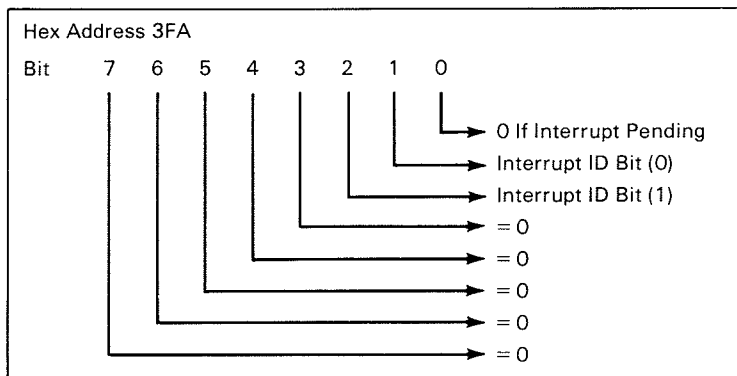 Hex Address 3FA
Bit 7 6 5 4 3 2 1 0
0 If Interrupt Pending
Interrupt ID Bit (0)
Interrupt ID Bit (1)
= 0
= 0
= 0
= 0
= 0